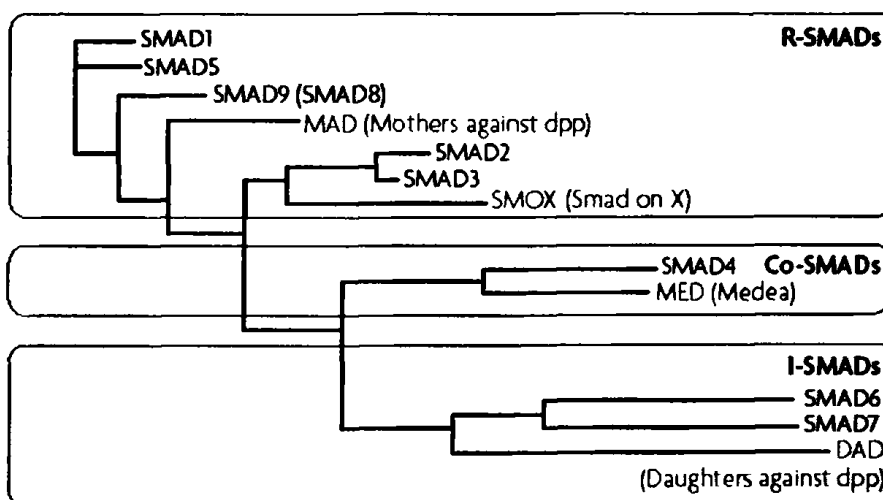 SMAD1
R-SMADs
SMAD5
SMAD9 (SMAD8)
MAD (Mothers against dpp)
SMAD2
SMAD3
SMOX (Smad on X)
SMAD4
Co-SMADs
MED (Medea)
I-SMADs
SMAD6
SMAD7
DAD
(Daughters against dpp)